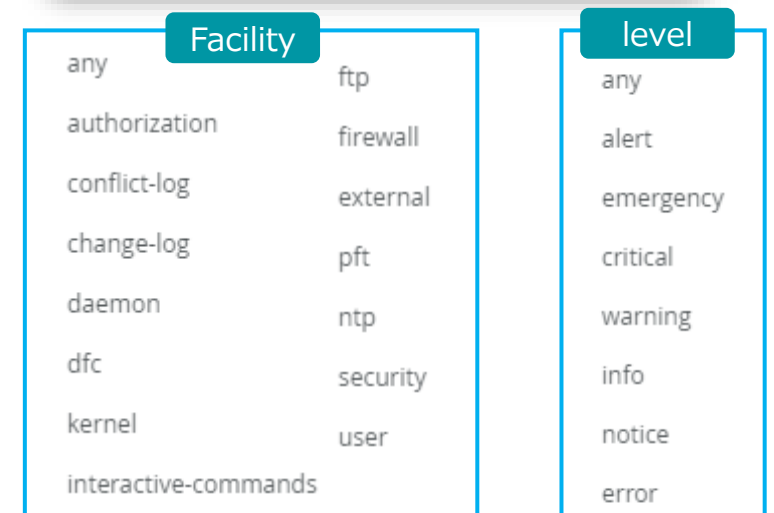 Facility
any
authorization
conflict-log
change-log
daemon
dfc
kernel
interactive-commands
ftp
firewall
external
pft
ntp
security
user
level
any
alert
emergency
critical
warning
info
notice
error